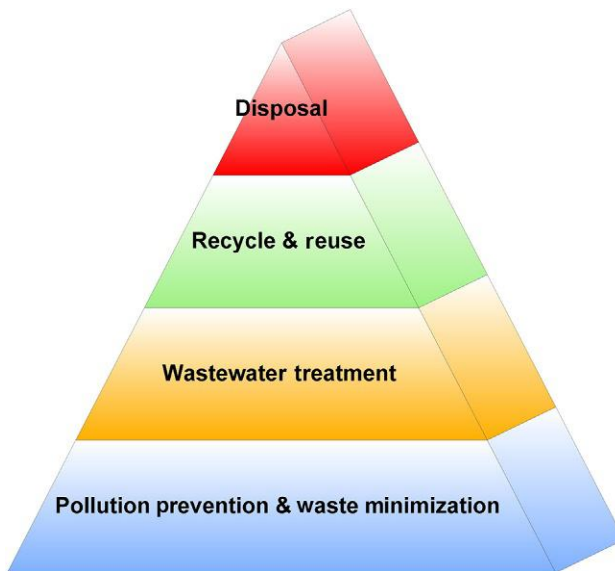 Disposal
Recycle & reuse
Wastewater treatment
Pollution prevention & waste minimization